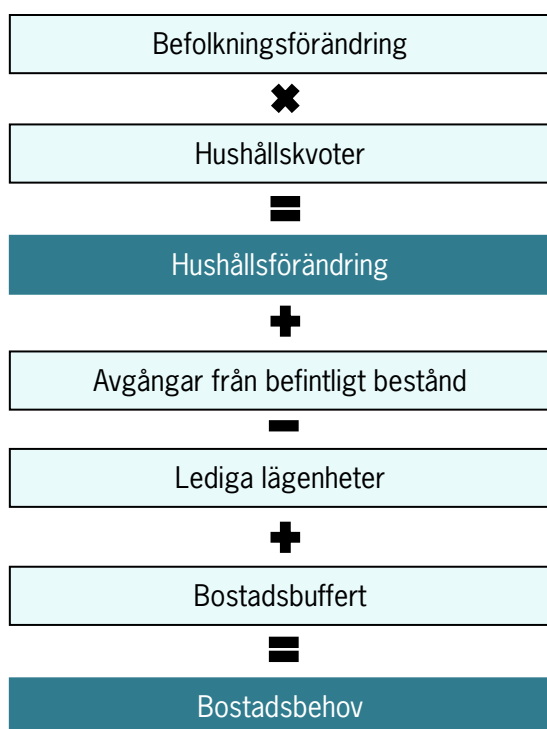 Befolkningsförändring
✖
Hushållskvoter
=
Hushållsförändring
+
Avgångar från befintligt bestånd
-
Lediga lägenheter
+
Bostadsbuffert
=
Bostadsbehov